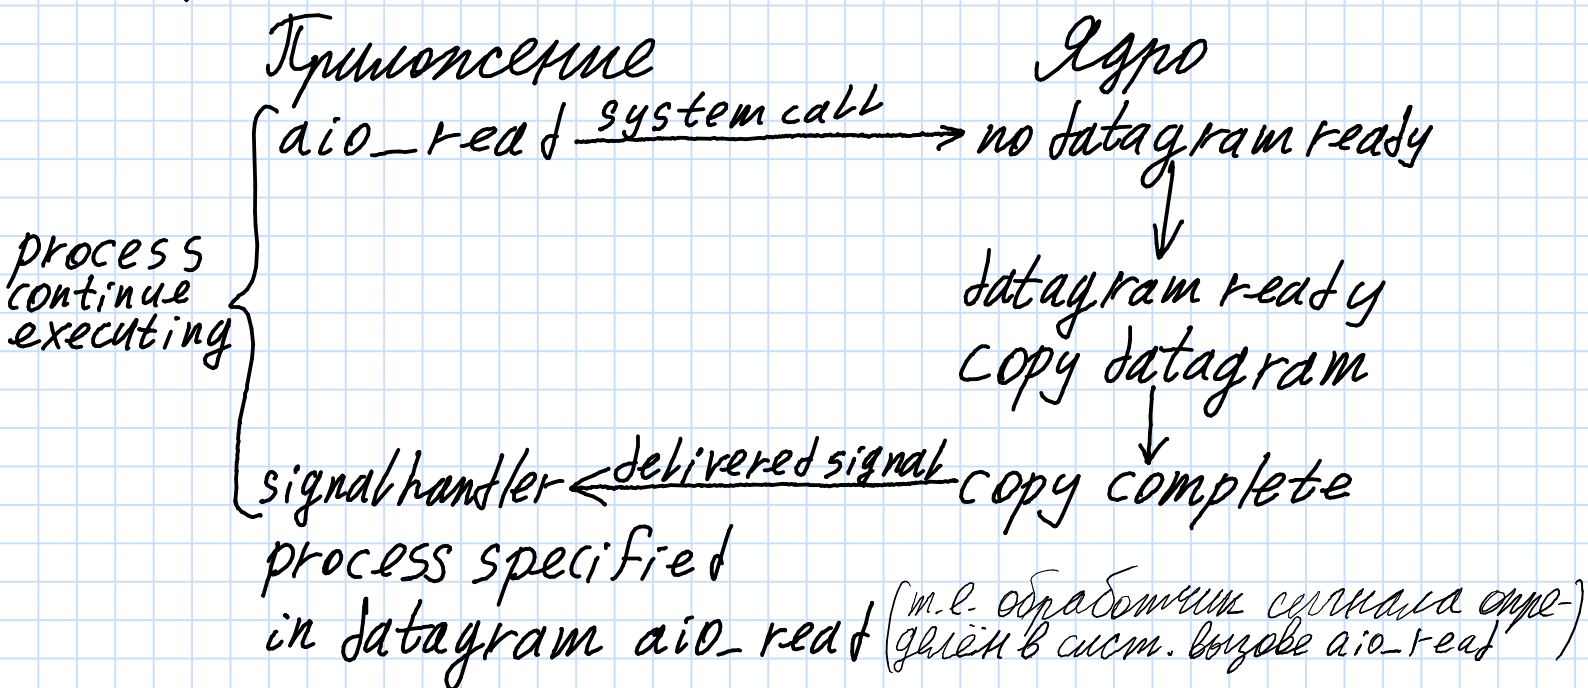 Приложение Ядро
aio_read system call no datagram ready
process
continue
executing
datagram ready
copy datagram
signal handler delivered signal copy complete
process specified
in datagram aio_read
(т.е. обработчик сигнала опре-
делён в сист. вызове aio_read)